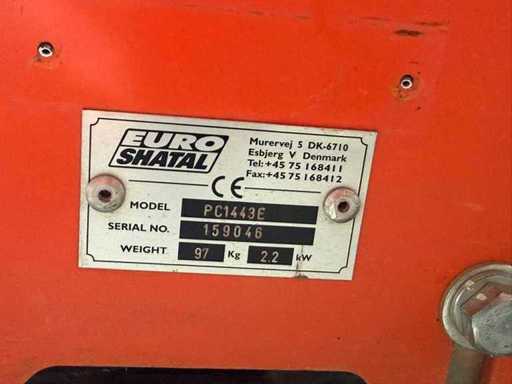 EURO
SHATAL
Murervej 5 DK-6710
Esbjerg V Denmark
Tel:+45 75 168411
Fax:+45 75 168412
CE
MODEL PC1443E
SERIAL NO. 159046
WEIGHT 97 Kg 2.2 kW